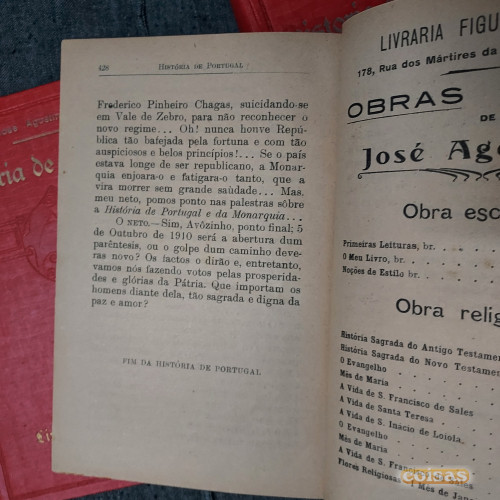 428 HISTÓRIA DE PORTUGAL
Frederico Pinheiro Chagas, suicidando-se
em Vale de Zebro, para não reconhecer o
novo regime... Oh! nunca houve Repú-
blica tão bafejada pela fortuna e com tão
auspiciosos e belos princípios!... Se o país
estava longe de ser republicano, a Monar-
quia enjoara-o e fatigara-o tanto, que a
vira morrer sem grande saúdade... Mas,
meu neto, pomos ponto nas palestras sôbre
a História de Portugal e da Monarquia...
O NETO.—Sim, Avôzinho, ponto final; 5
de Outubro de 1910 será a abertura dum
parêntesis, ou o golpe dum caminho deve-
ras novo? Os factos o dirão e, entretanto,
vamos nós fazendo votos pelas prosperida-
des e glórias da Pátria. Que importam os
homens diante dela, tão sagrada e digna da
paz e amor?
FIM DA HISTÓRIA DE PORTUGAL
LIVRARIA FIGU
178, Rua dos Mártires da
OBRAS
DE
José Ag
Obra esc
Primeiras Leituras, br.
O Meu Livro, br.
Noções de Estilo, br.
Obra relig
História Sagrada do Antigo Testamen
História Sagrada do Novo Testamen
O Evangelho
Mês de Maria
A Vida de S. Francisco de Sales
A Vida de Santa Teresa
A Vida de S. Inácio de Loiola
O Evangelho
Mês de Maria
A Vida de S. Francisc
Flores Religiosas
ria de
coisas